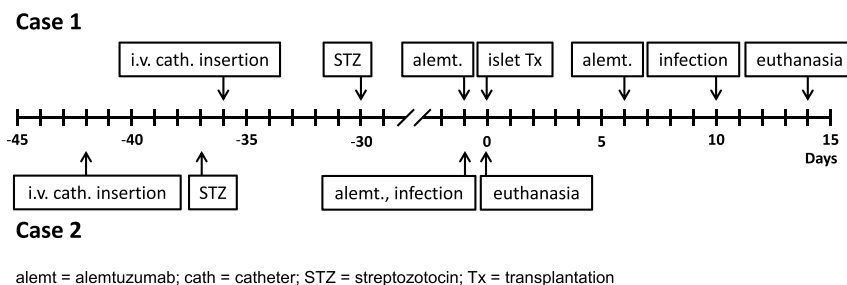 Case 1
i.v. cath. insertion STZ alemt. islet Tx alemt. infection euthanasia
-45 -40 -35 -30 0 5 10 15
Days
i.v. cath. insertion STZ alemt., infection euthanasia
Case 2
alemt = alemtuzumab; cath = catheter; STZ = streptozotocin; Tx = transplantation